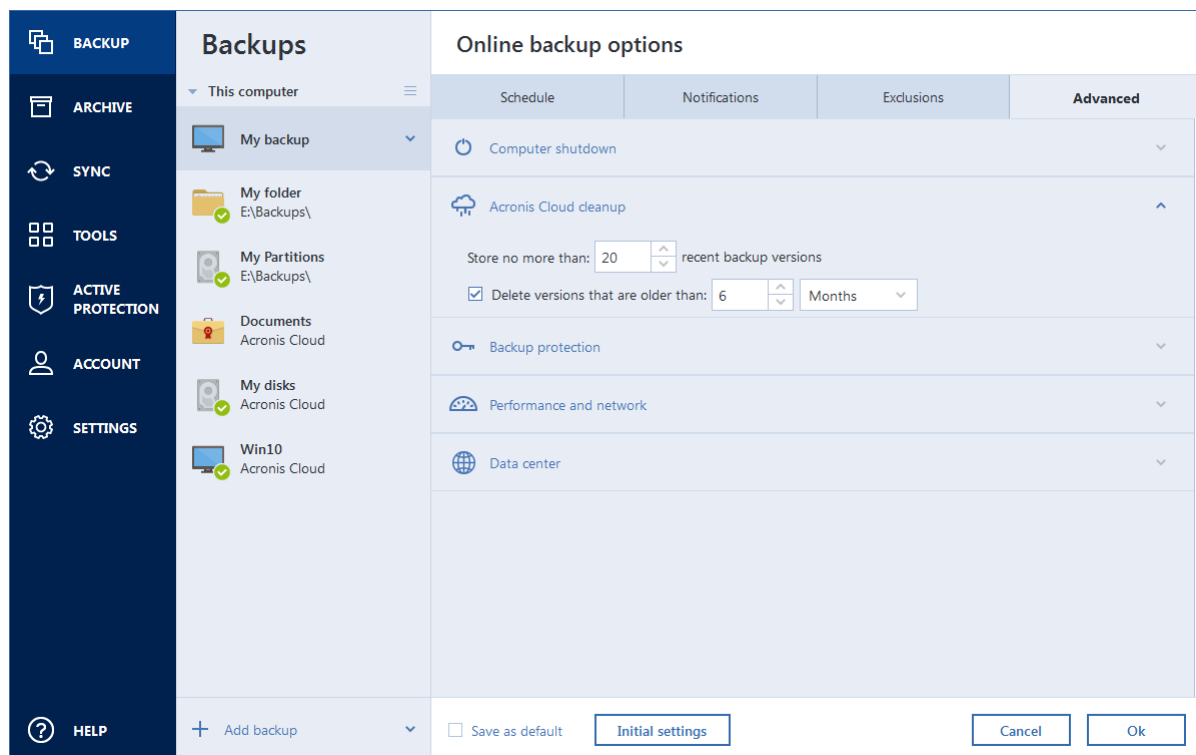 BACKUP
ARCHIVE
SYNC
TOOLS
ACTIVE
PROTECTION
ACCOUNT
SETTINGS
HELP
Backups
This computer
My backup
My folder
E:\Backups\
My Partitions
E:\Backups\
Documents
Acronis Cloud
My disks
Acronis Cloud
Win10
Acronis Cloud
Add backup
Online backup options
Schedule Notifications Exclusions Advanced
Computer shutdown
Acronis Cloud cleanup
Store no more than: 20 recent backup versions
Delete versions that are older than: 6 Months
Backup protection
Performance and network
Data center
Save as default Initial settings Cancel Ok